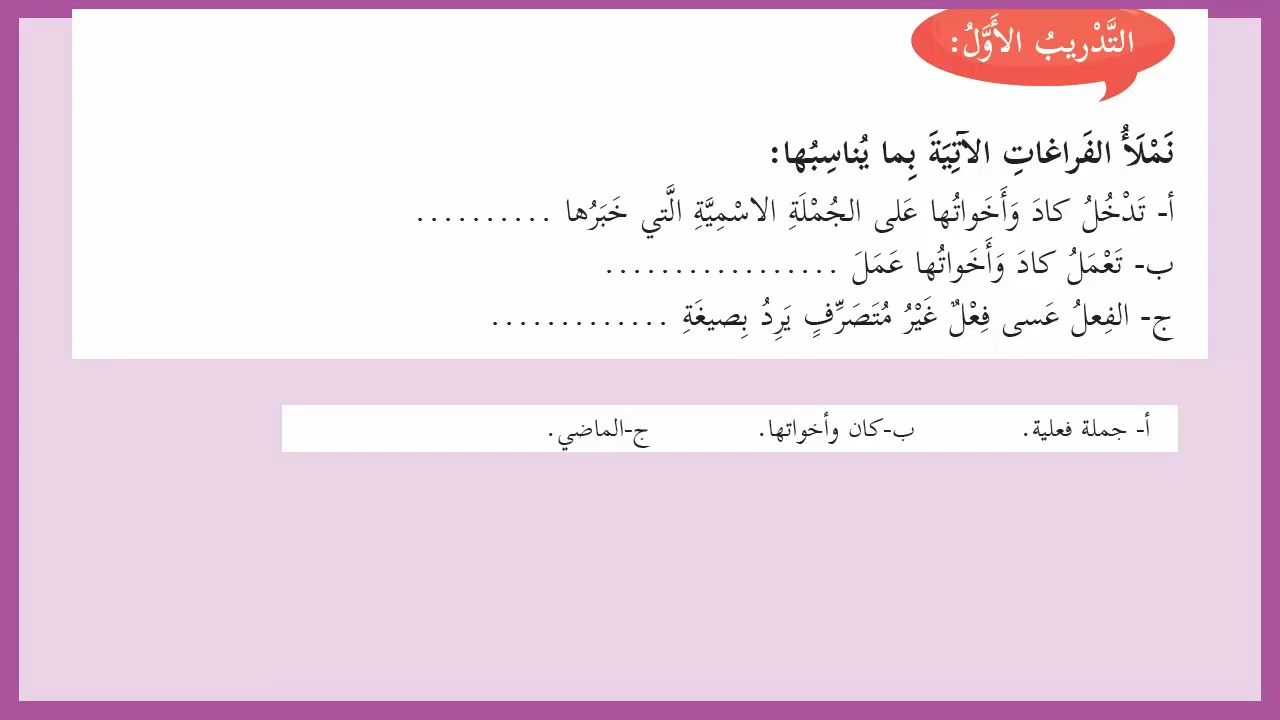 التَّدْريبُ الأَوَّلُ:
نَمْلَأُ الفَراغاتِ الآتِيَةَ بِما يُناسِبُها:
أ- تَدْخُلُ كادَ وَأَخَواتُها عَلى الجُمْلَةِ الاسْمِيَّةِ الَّتي خَبَرُها ..........
ب- تَعْمَلُ كادَ وَأَخَواتُها عَمَلَ .................
ج- الفِعلُ عَسى فِعْلٌ غَيْرُ مُتَصَرِّفٍ يَرِدُ بِصيغَةِ .............
أ- جملة فعلية. ب-كان وأخواتها. ج-الماضي.